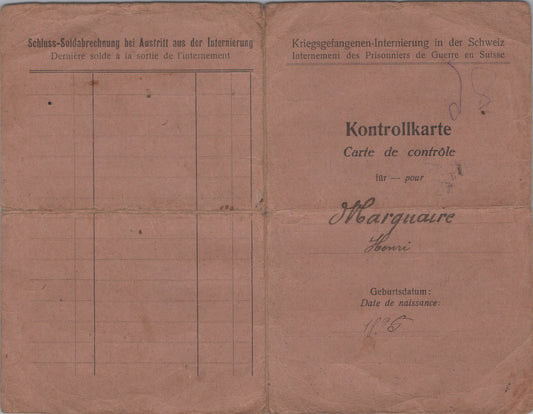 Schluss-Soldabrechnung bei Austritt aus der Internierung
Dernière solde à la sortie de l'internement
Kriegsgefangenen-Internierung in der Schweiz
Internement des Prisonniers de Guerre en Suisse
Kontrollkarte
Carte de contrôle
für — pour
Marquaire
Henri
Geburtsdatum:
Date de naissance: